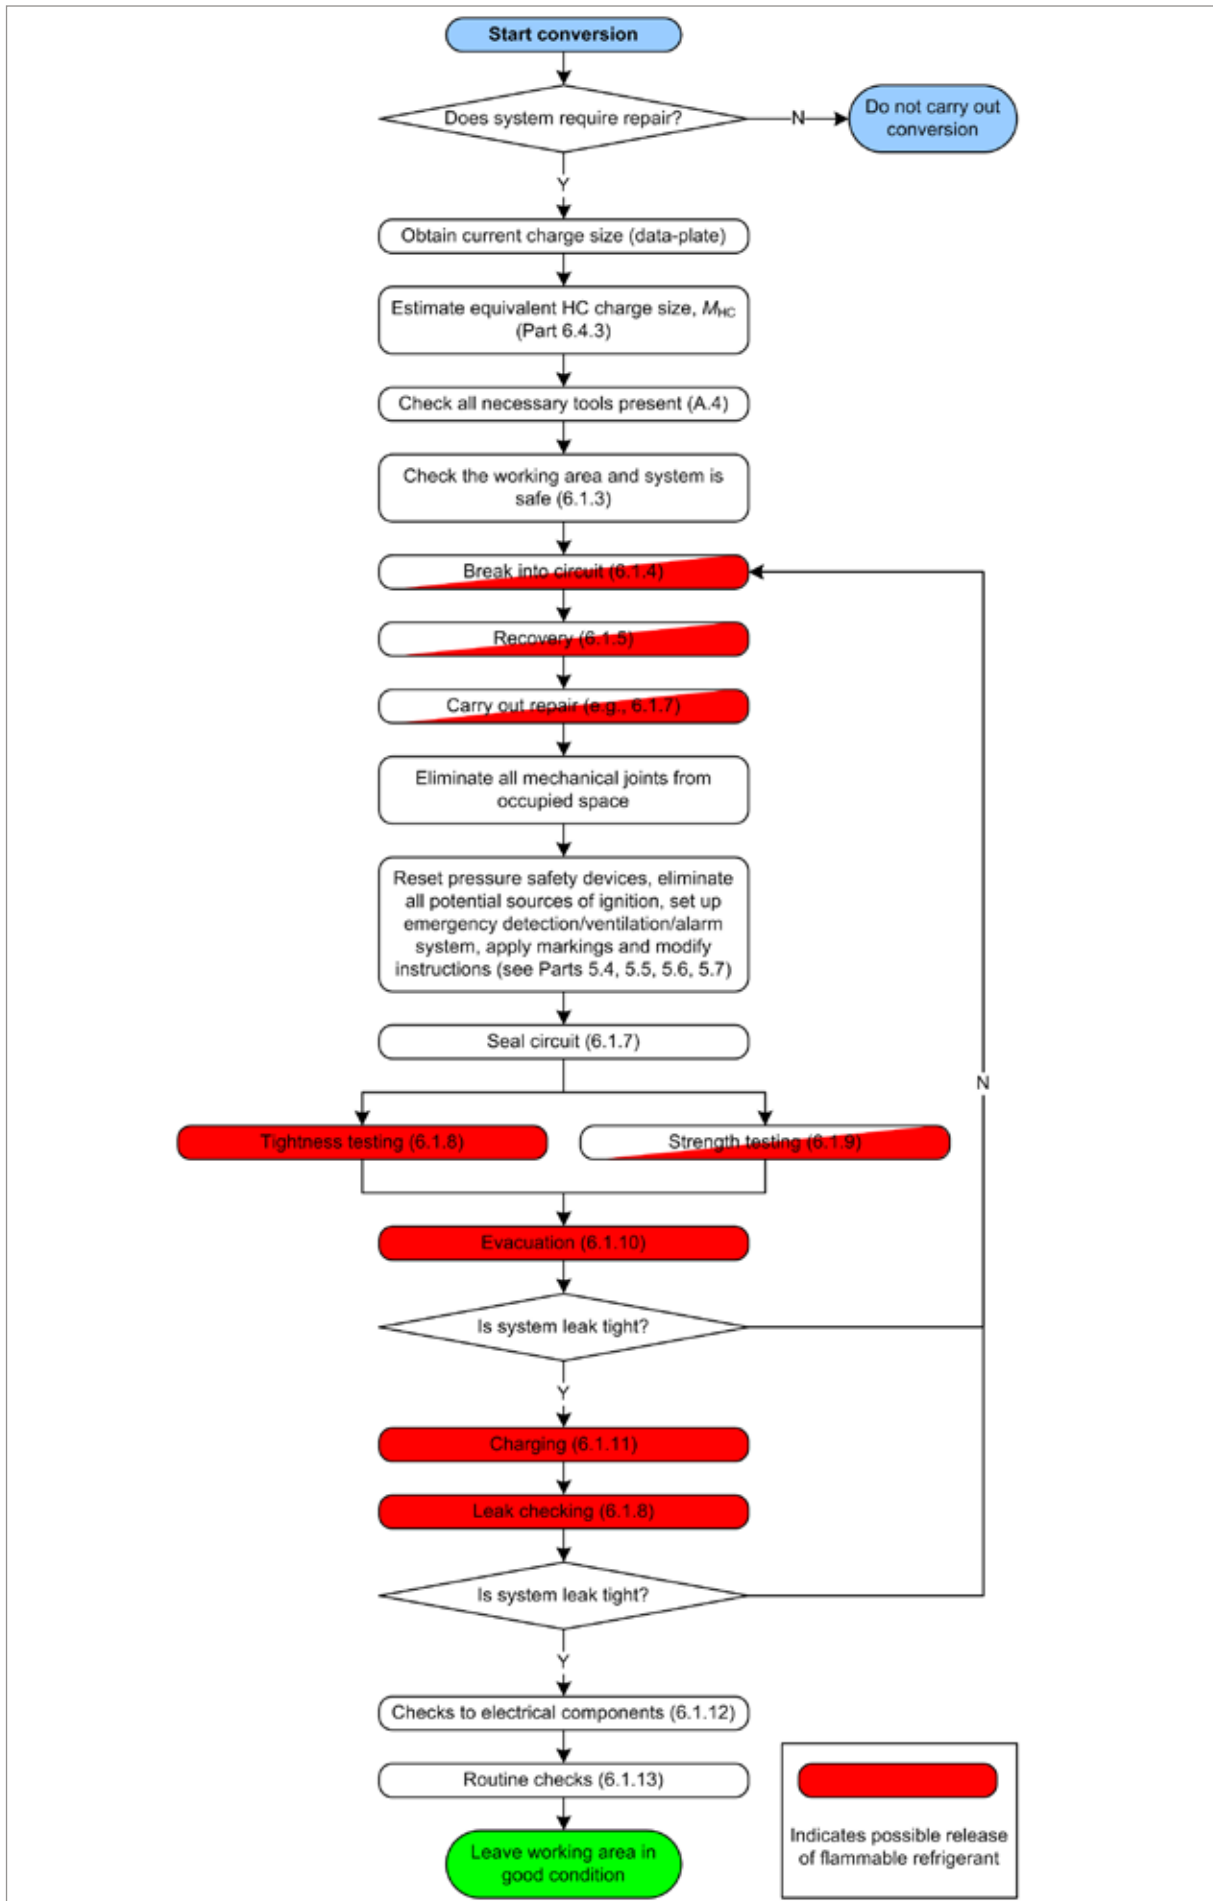 Start conversion
Does system require repair?
N
Do not carry out
conversion
Y
Obtain current charge size (data-plate)
Estimate equivalent HC charge size, MHC
(Part 6.4.3)
Check all necessary tools present (A.4)
Check the working area and system is
safe (6.1.3)
Break into circuit (6.1.4)
Recovery (6.1.5)
Carry out repair (e.g., 6.1.7)
Eliminate all mechanical joints from
occupied space
Reset pressure safety devices, eliminate
all potential sources of ignition, set up
emergency detection/ventilation/alarm
system, apply markings and modify
instructions (see Parts 5.4, 5.5, 5.6, 5.7)
Seal circuit (6.1.7)
N
Tightness testing (6.1.8)
Strength testing (6.1.9)
Evacuation (6.1.10)
Is system leak tight?
Y
Charging (6.1.11)
Leak checking (6.1.8)
Is system leak tight?
Y
Checks to electrical components (6.1.12)
Routine checks (6.1.13)
Leave working area in
good condition
Indicates possible release
of flammable refrigerant